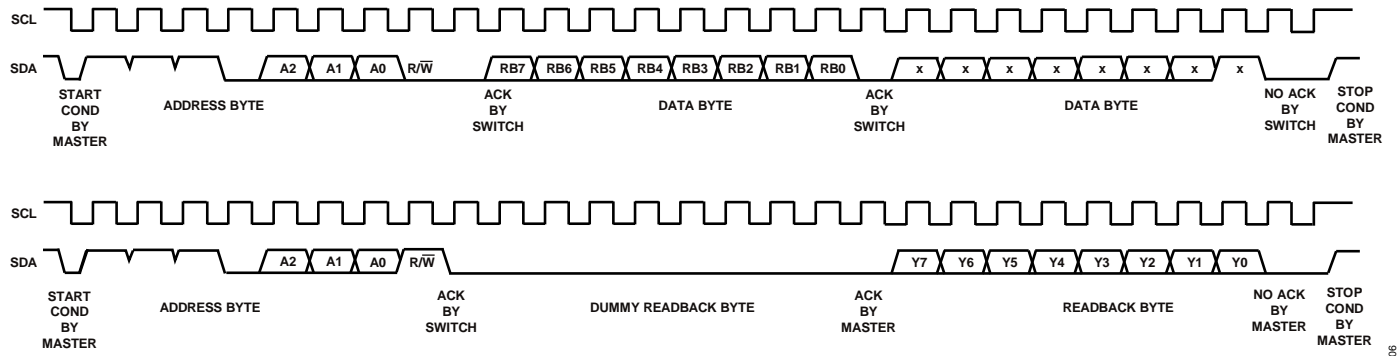 SCL
SDA
A2 A1 A0 R/W̅ RB7 RB6 RB5 RB4 RB3 RB2 RB1 RB0 x x x x x x x x
START COND BY MASTER
ADDRESS BYTE
ACK BY SWITCH
DATA BYTE
ACK BY SWITCH
DATA BYTE
NO ACK BY SWITCH
STOP COND BY MASTER
SCL
SDA
A2 A1 A0 R/W̅ Y7 Y6 Y5 Y4 Y3 Y2 Y1 Y0
START COND BY MASTER
ADDRESS BYTE
ACK BY SWITCH
DUMMY READBACK BYTE
ACK BY MASTER
READBACK BYTE
NO ACK BY MASTER
STOP COND BY MASTER
06